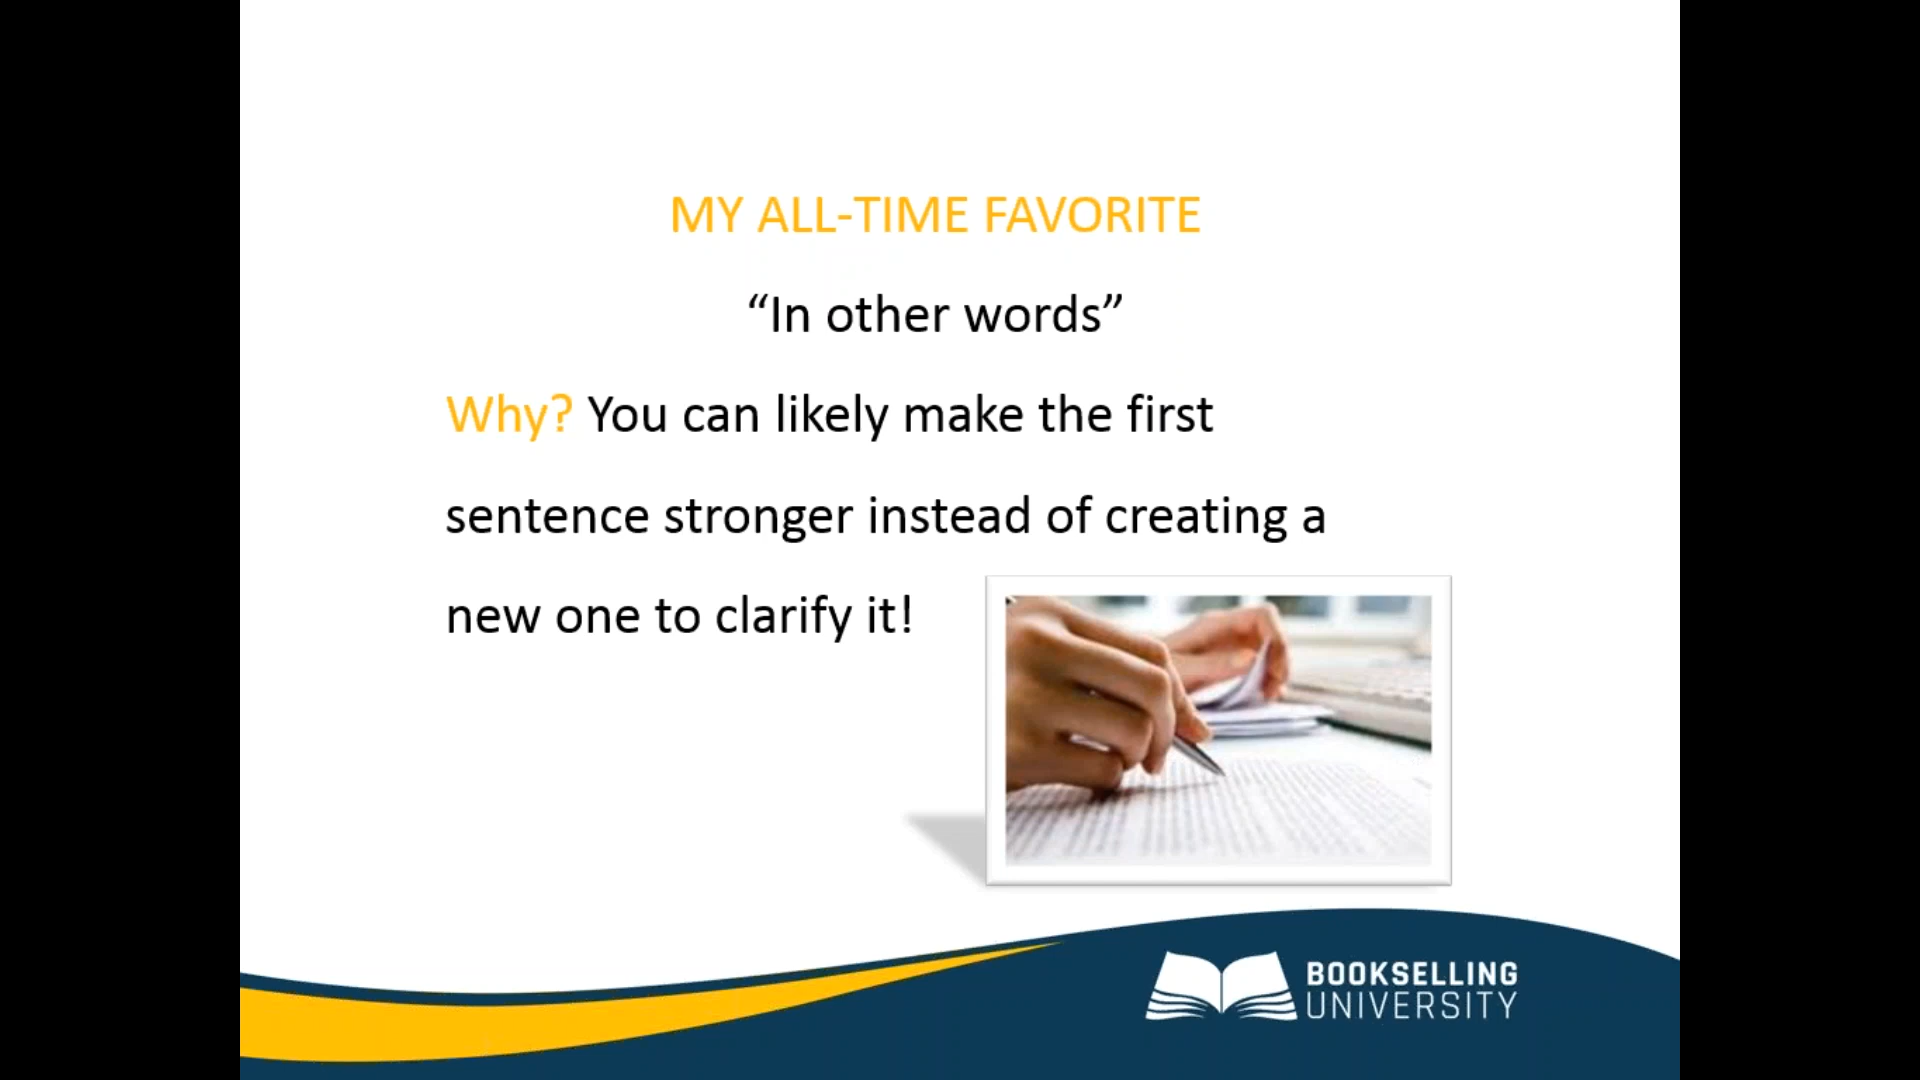 MY ALL-TIME FAVORITE
“In other words”
Why? You can likely make the first
sentence stronger instead of creating a
new one to clarify it!
BOOKSELLING
UNIVERSITY